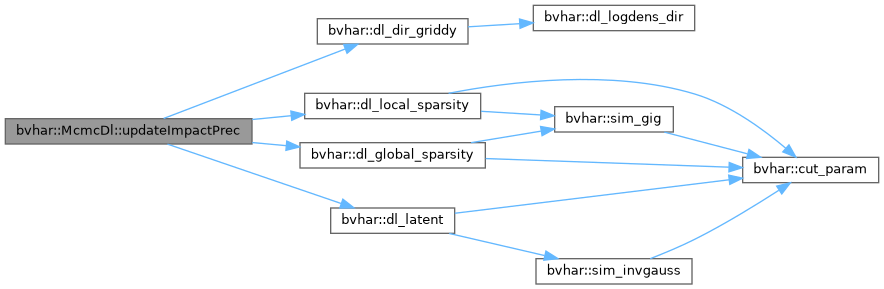 bvhar::McmcDl::updateImpactPrec
bvhar::dl_dir_griddy
bvhar::dl_logdens_dir
bvhar::dl_local_sparsity
bvhar::sim_gig
bvhar::dl_global_sparsity
bvhar::cut_param
bvhar::dl_latent
bvhar::sim_invgauss